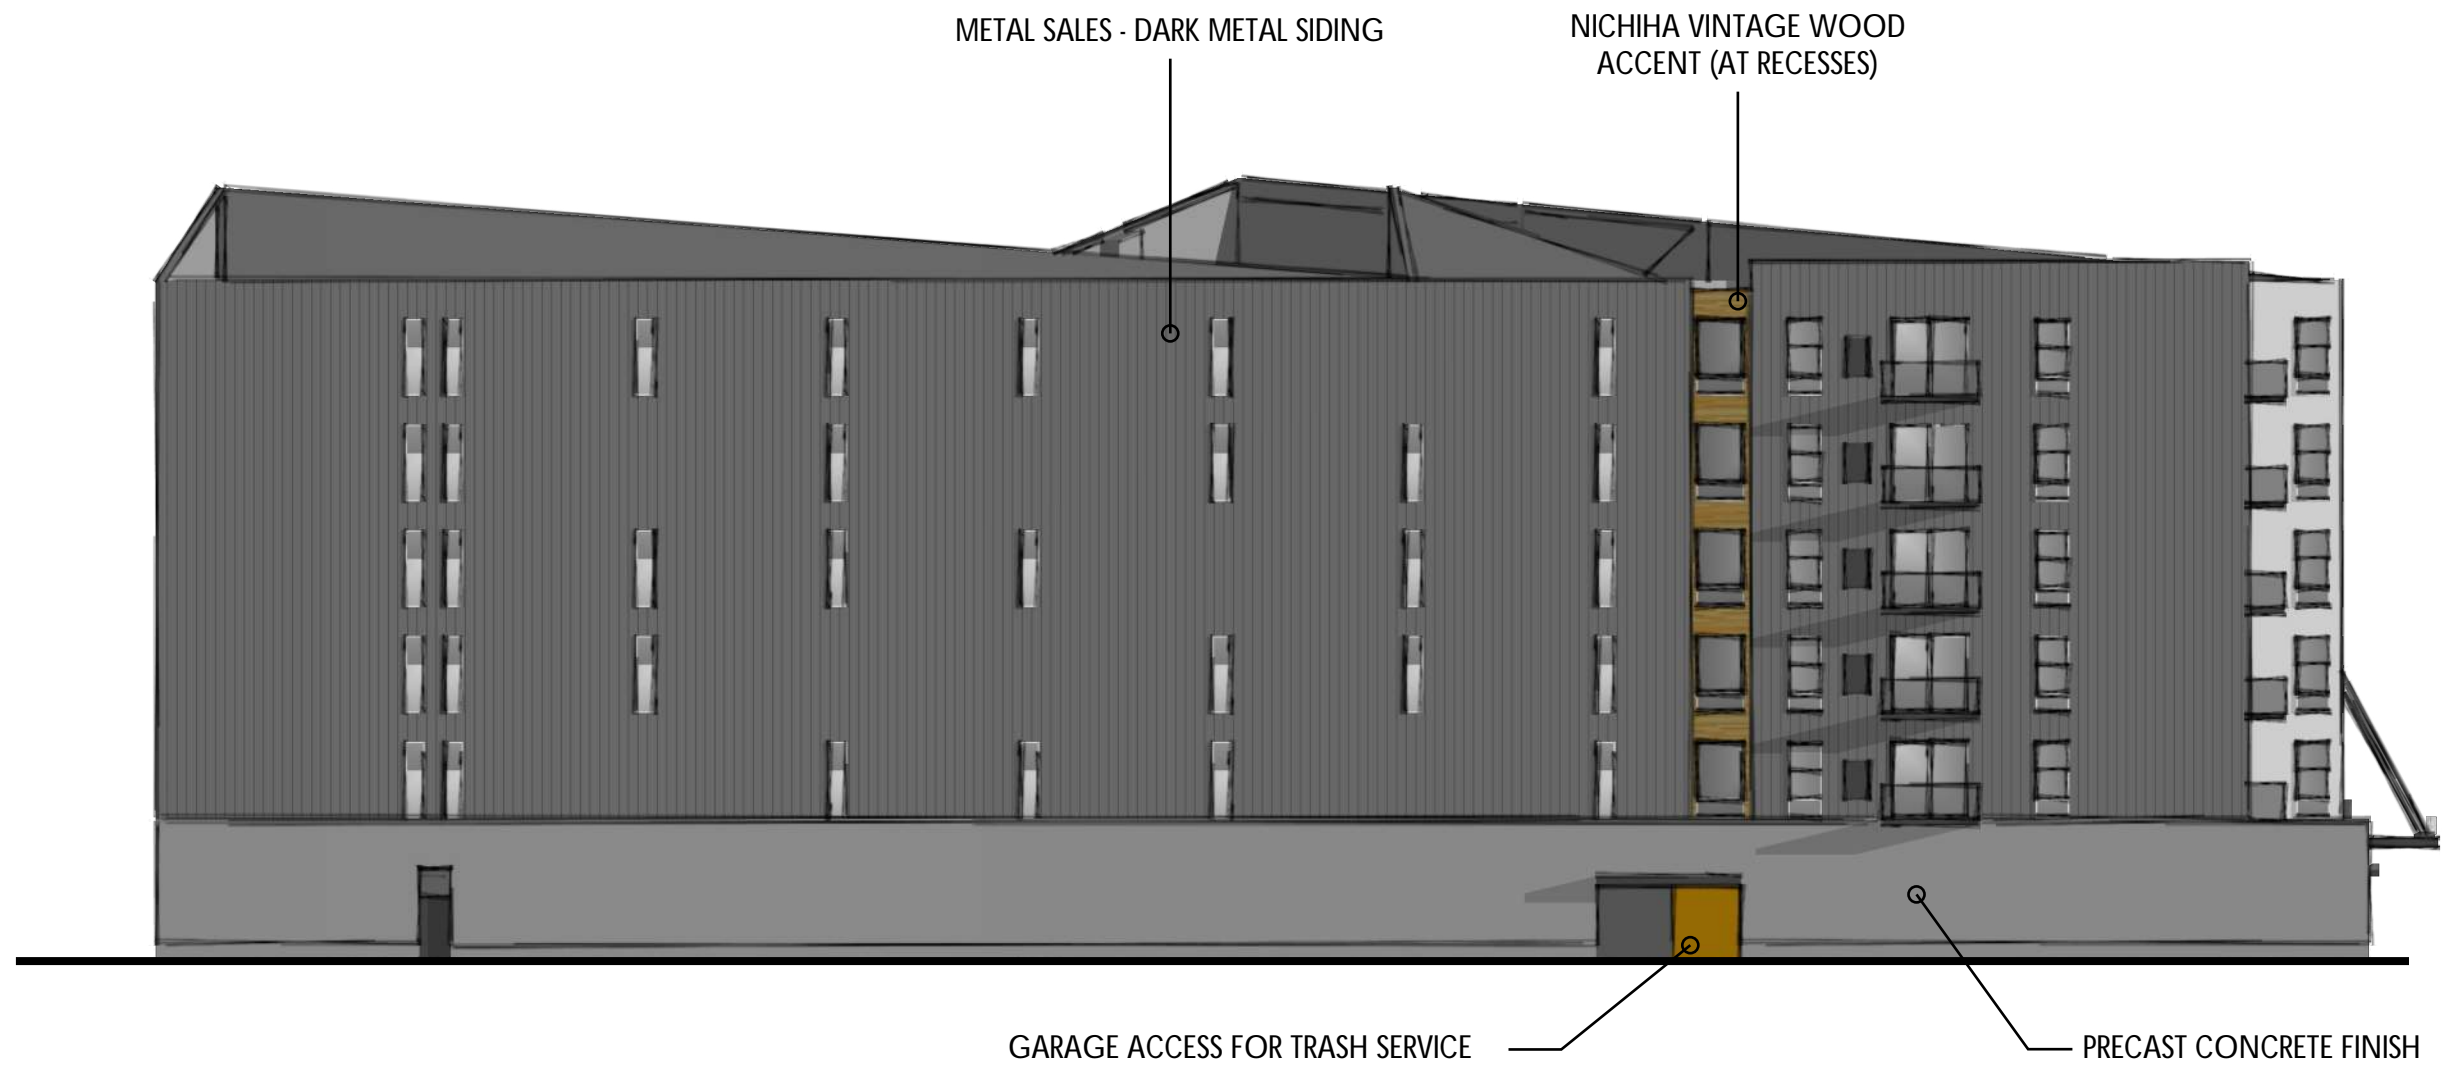 METAL SALES - DARK METAL SIDING
NICHIHA VINTAGE WOOD
ACCENT (AT RECESSES)
GARAGE ACCESS FOR TRASH SERVICE
PRECAST CONCRETE FINISH